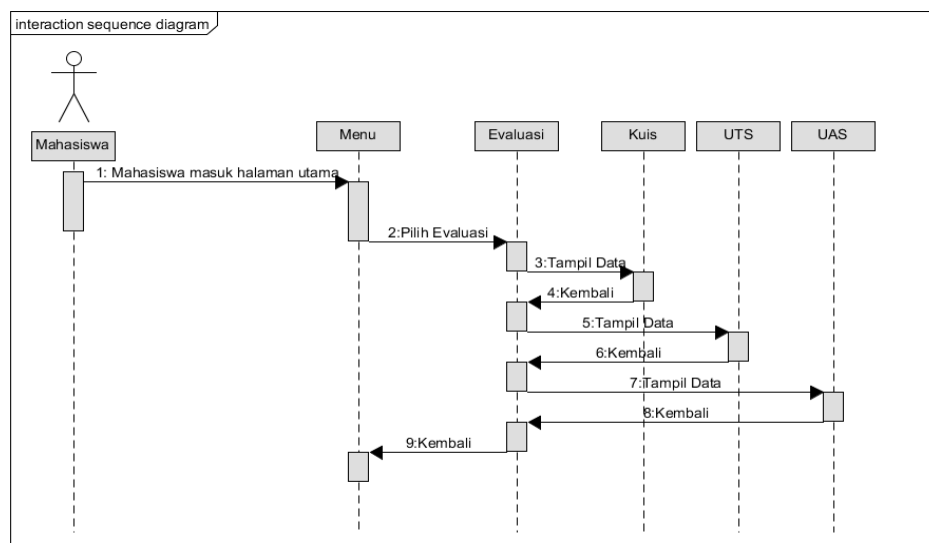 interaction sequence diagram
Mahasiswa
Menu
Evaluasi
Kuis
UTS
UAS
1: Mahasiswa masuk halaman utama
2:Pilih Evaluasi
3:Tampil Data
4:Kembali
5:Tampil Data
6:Kembali
7:Tampil Data
8:Kembali
9:Kembali